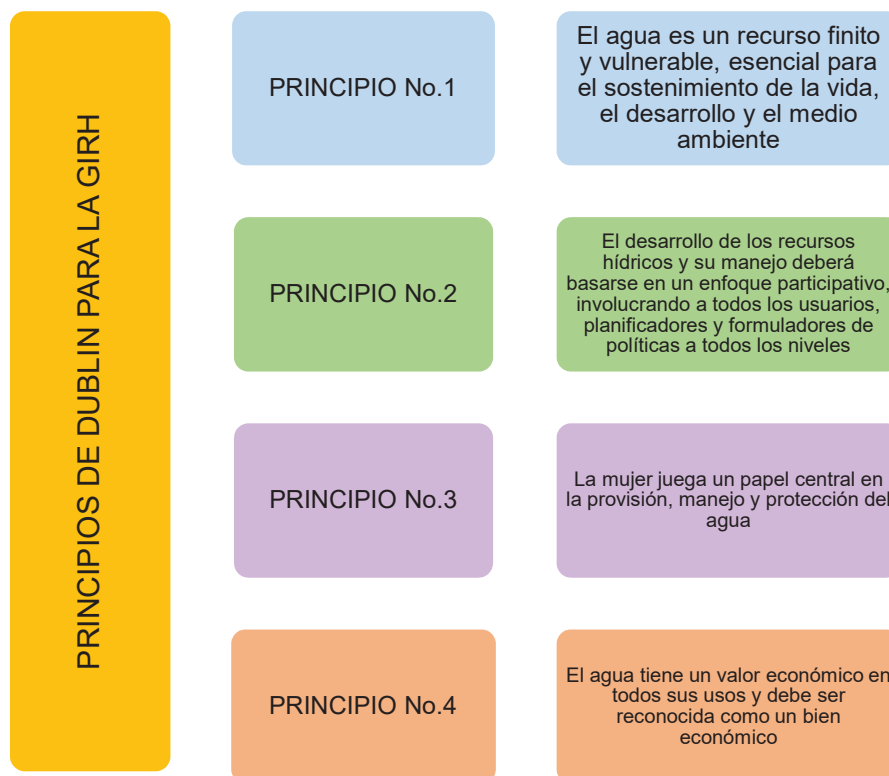 PRINCIPIOS DE DUBLIN PARA LA GIRH
PRINCIPIO No.1
El agua es un recurso finito
y vulnerable, esencial para
el sostenimiento de la vida,
el desarrollo y el medio
ambiente
PRINCIPIO No.2
El desarrollo de los recursos
hídricos y su manejo deberá
basarse en un enfoque participativo,
involucrando a todos los usuarios,
planificadores y formuladores de
políticas a todos los niveles
PRINCIPIO No.3
La mujer juega un papel central en
la provisión, manejo y protección del
agua
PRINCIPIO No.4
El agua tiene un valor económico en
todos sus usos y debe ser
reconocida como un bien
económico